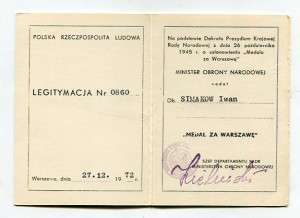 POLSKA RZECZPOSPOLITA LUDOWA
LEGITYMACJA Nr 0860
Warszawa, dnia 27.12. 1972 r.
Na podstawie Dekretu Prezydium Krajowej
Rady Narodowej z dnia 26 października
1945 r. o ustanowieniu „Medalu
za Warszawę"
MINISTER OBRONY NARODOWEJ
nadał
Ob. SIMAKOW Iwan
„MEDAL ZA WARSZAWĘ"
SZEF DEPARTAMENTU KADR
MINISTERSTWA OBRONY NARODOWEJ